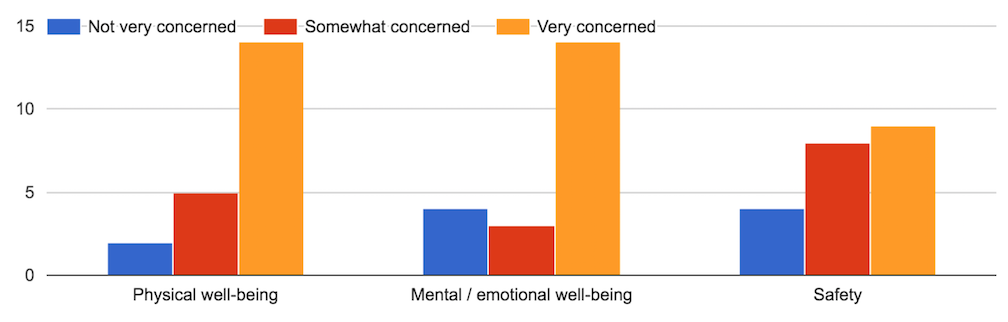 15
Not very concerned Somewhat concerned Very concerned
10
5
0
Physical well-being Mental / emotional well-being Safety